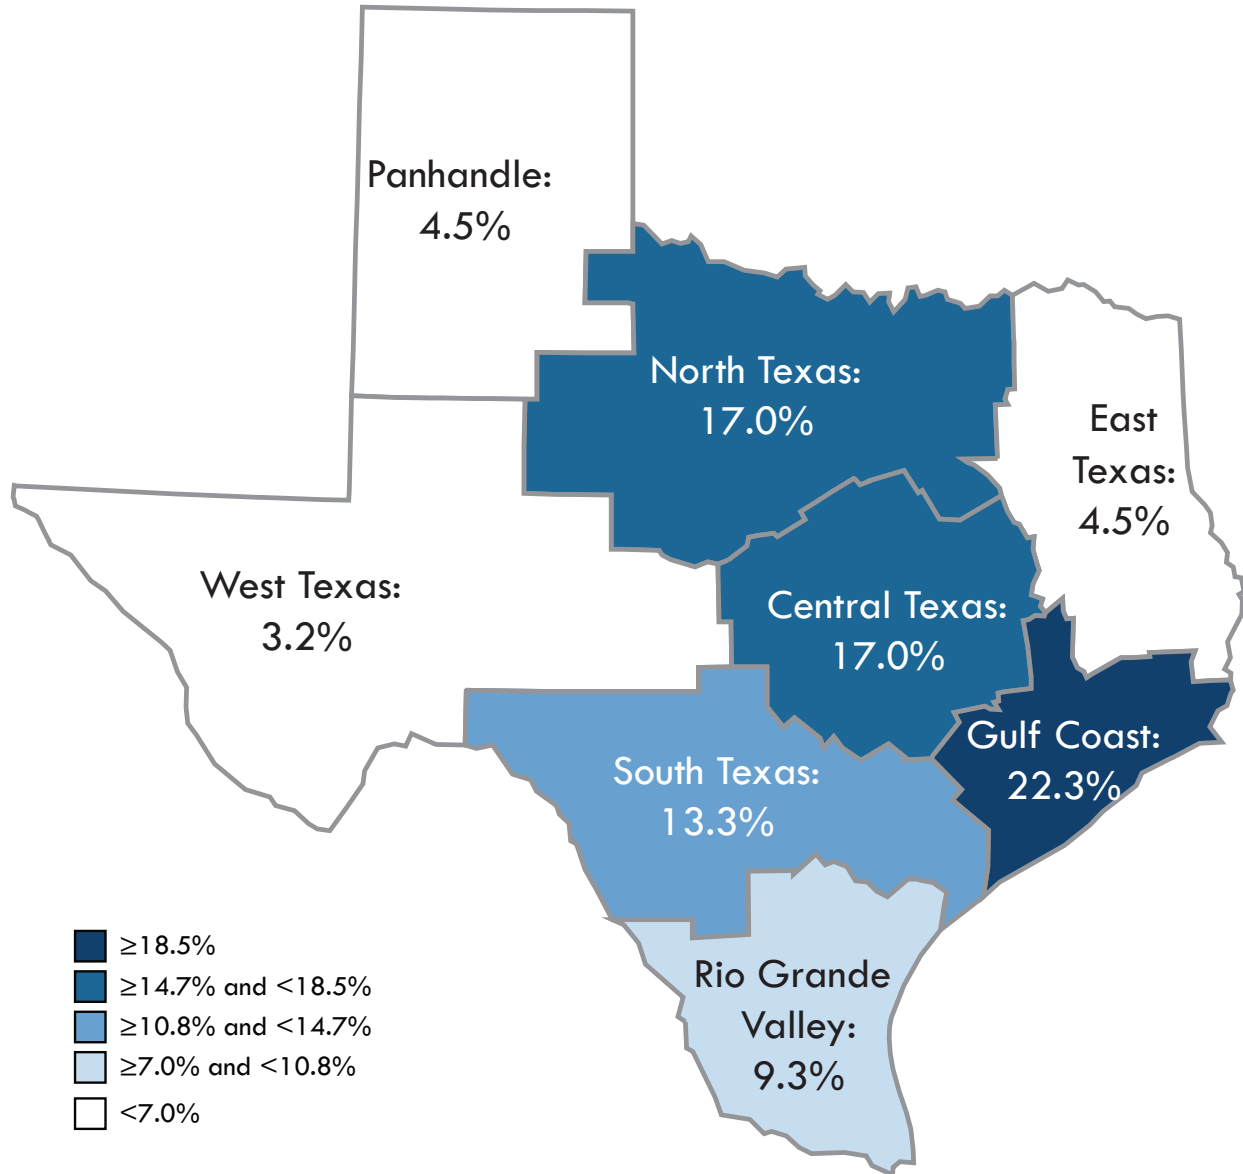 Panhandle:
4.5%
North Texas:
17.0%
East
Texas:
4.5%
West Texas:
3.2%
Central Texas:
17.0%
Gulf Coast:
22.3%
South Texas:
13.3%
Rio Grande
Valley:
9.3%
≥18.5%
≥14.7% and <18.5%
≥10.8% and <14.7%
≥7.0% and <10.8%
<7.0%